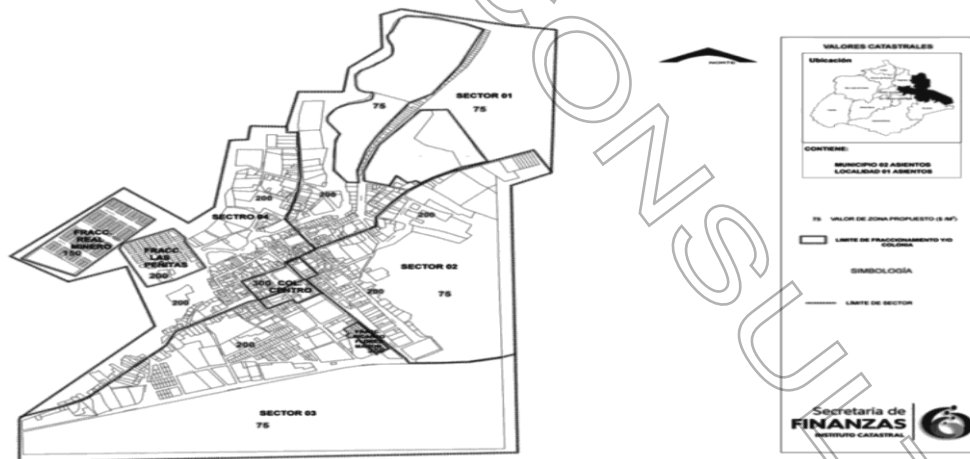 CONSUL
NORTE
VALORES CATASTRALES
Ubicación
CONTIENE:
MUNICIPIO 02 ASIENTOS
LOCALIDAD 01 ASIENTOS
75 VALOR DE ZONA PROPUESTO ($ /M²)
LIMITE DE FRACCIONAMIENTO Y/O
COLONIA
SIMBOLOGÍA
LÍMITE DE SECTOR
Secretaría de
FINANZAS
INSTITUTO CATASTRAL
75
SECTOR 01
75
200
200
200
SECTRO 04
FRACC.
REAL
MINERO
150
FRACC.
LAS
PEÑITAS
200
200
300 COL.
CENTRO
200
SECTOR 02
75
200
SECTOR 03
75